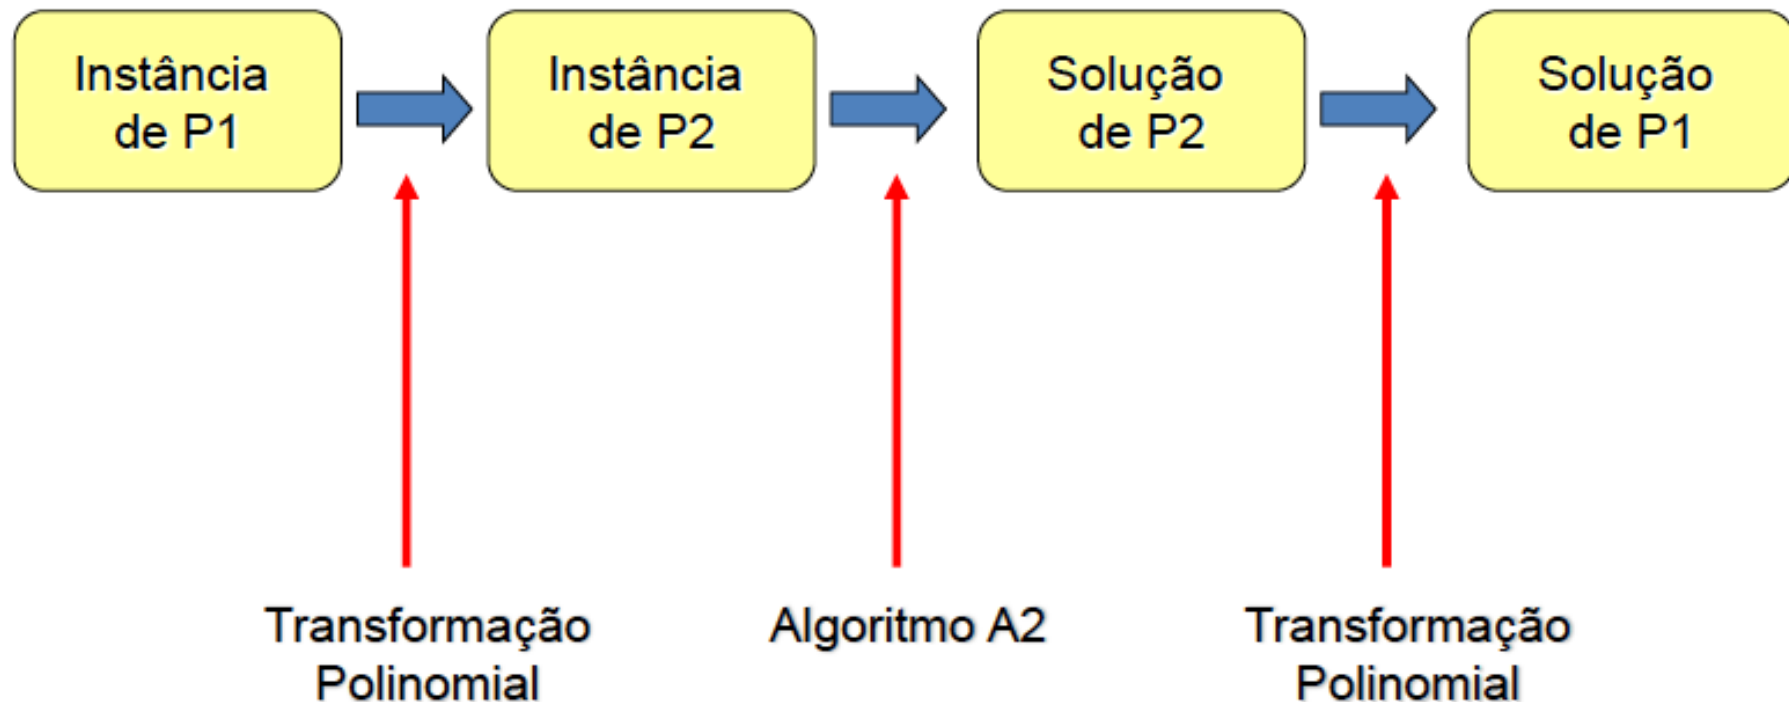 Instância
de P1
Instância
de P2
Solução
de P2
Solução
de P1
Transformação
Polinomial
Algoritmo A2
Transformação
Polinomial